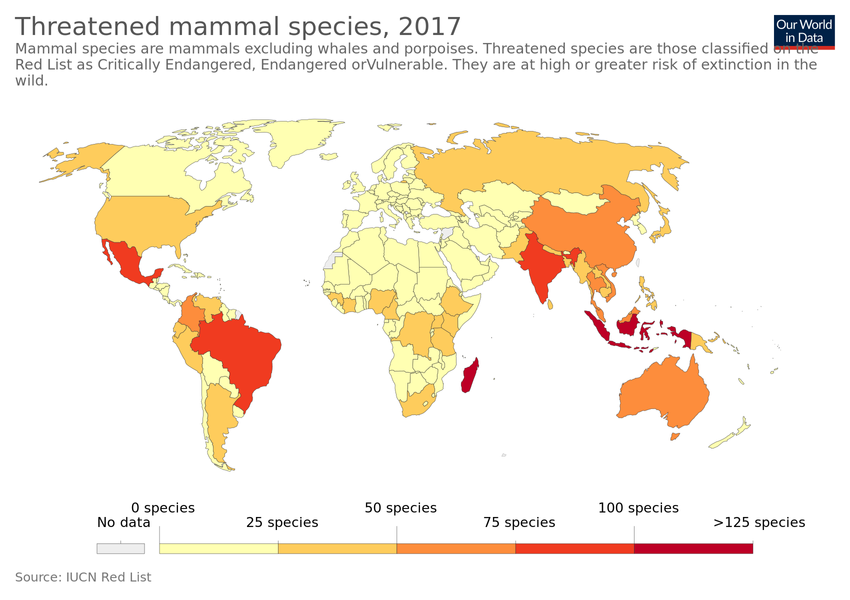 Threatened mammal species, 2017
Our World
in Data
Mammal species are mammals excluding whales and porpoises. Threatened species are those classified on the
Red List as Critically Endangered, Endangered orVulnerable. They are at high or greater risk of extinction in the
wild.
0 species
50 species
100 species
No data
25 species
75 species
>125 species
Source: IUCN Red List